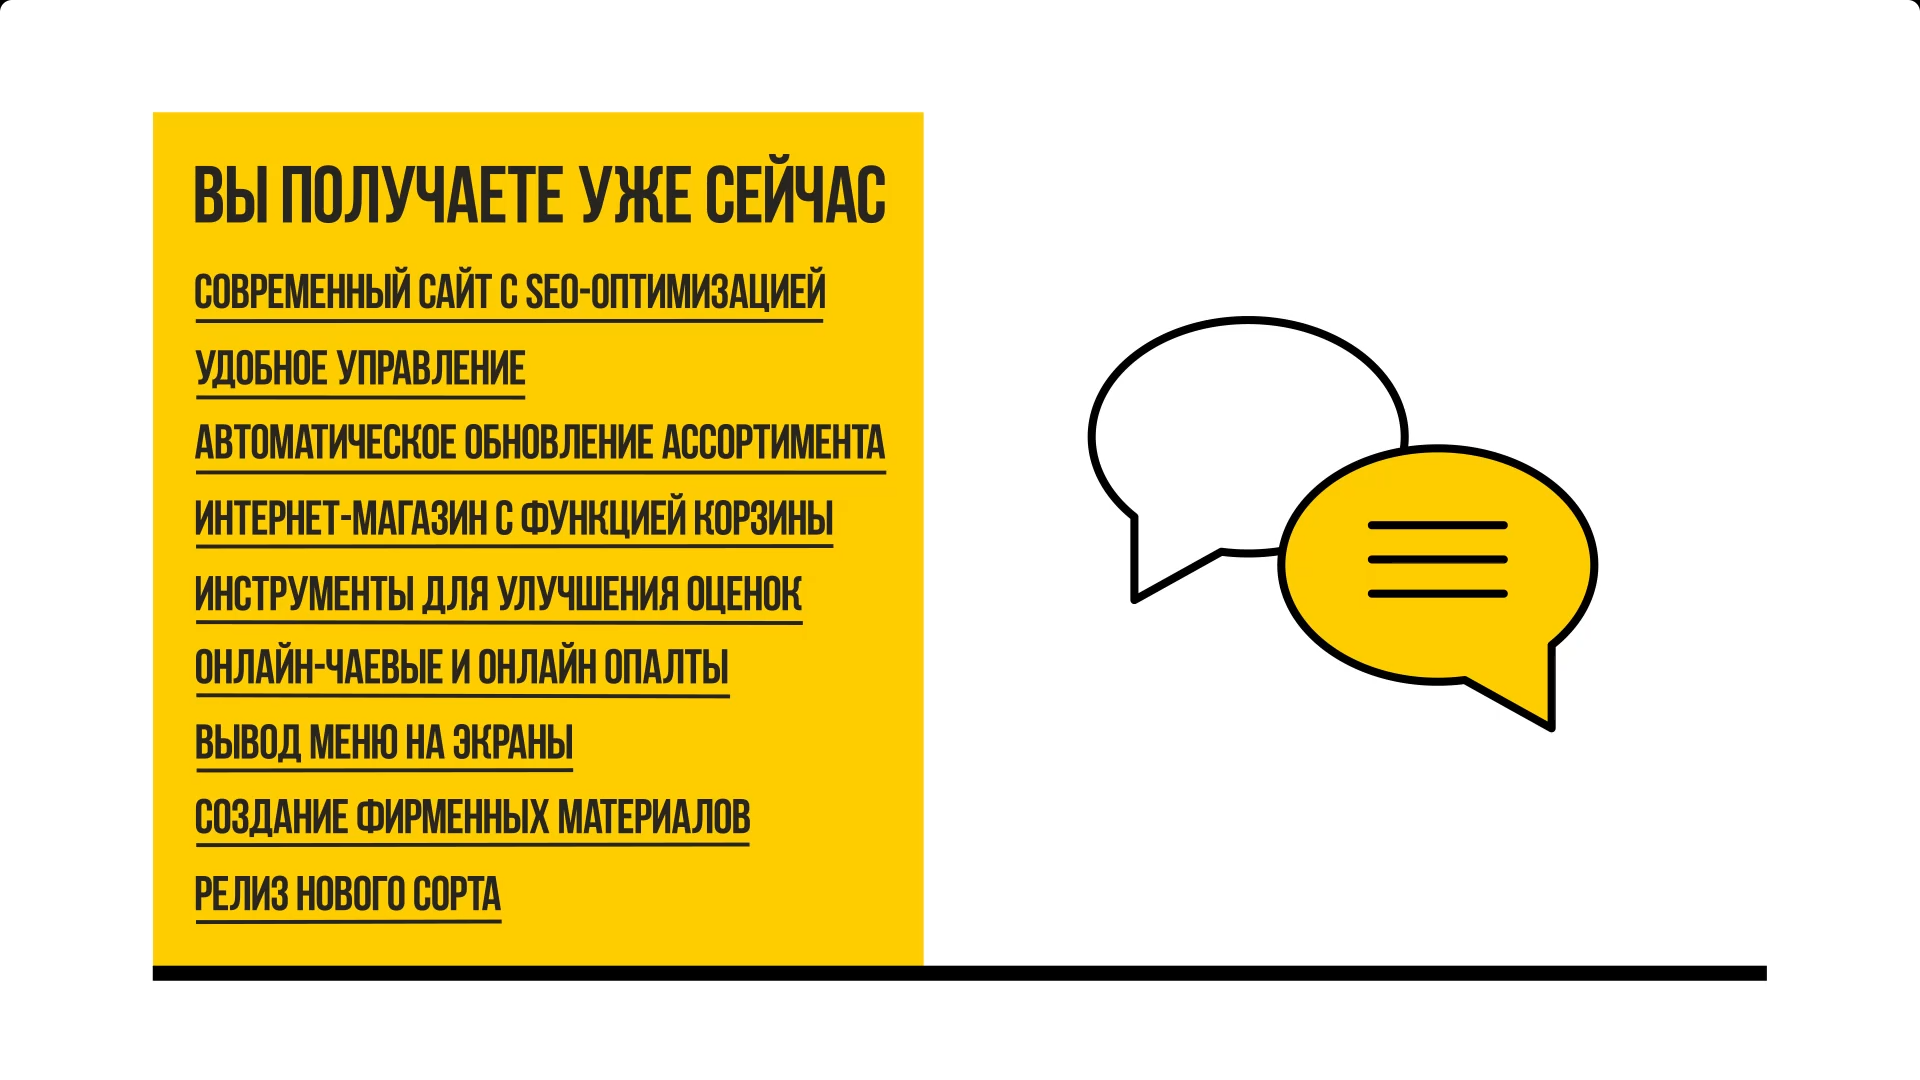 ВЫ ПОЛУЧАЕТЕ УЖЕ СЕЙЧАС
СОВРЕМЕННЫЙ САЙТ С SEO-ОПТИМИЗАЦИЕЙ
УДОБНОЕ УПРАВЛЕНИЕ
АВТОМАТИЧЕСКОЕ ОБНОВЛЕНИЕ АССОРТИМЕНТА
ИНТЕРНЕТ-МАГАЗИН С ФУНКЦИЕЙ КОРЗИНЫ
ИНСТРУМЕНТЫ ДЛЯ УЛУЧШЕНИЯ ОЦЕНОК
ОНЛАЙН-ЧАЕВЫЕ И ОНЛАЙН ОПАЛТЫ
ВЫВОД МЕНЮ НА ЭКРАНЫ
СОЗДАНИЕ ФИРМЕННЫХ МАТЕРИАЛОВ
РЕЛИЗ НОВОГО СОРТА